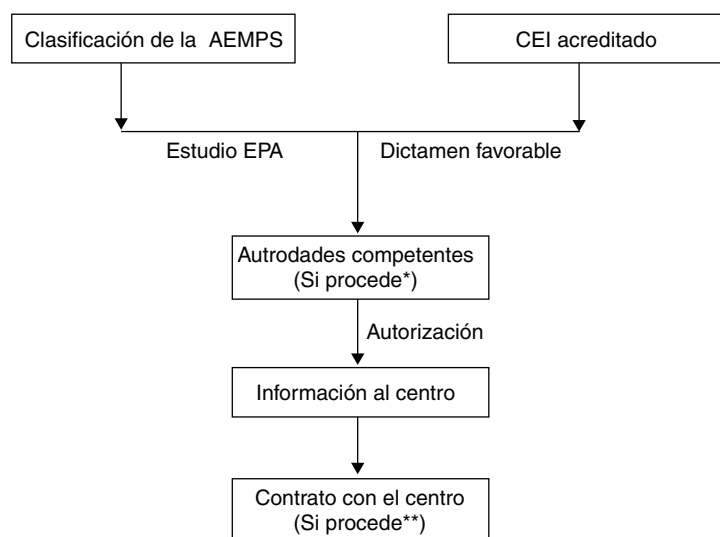 Clasificación de la AEMPS
CEI acreditado
Estudio EPA
Dictamen favorable
Autrodades competentes
(Si procede*)
Autorización
Información al centro
Contrato con el centro
(Si procede**)